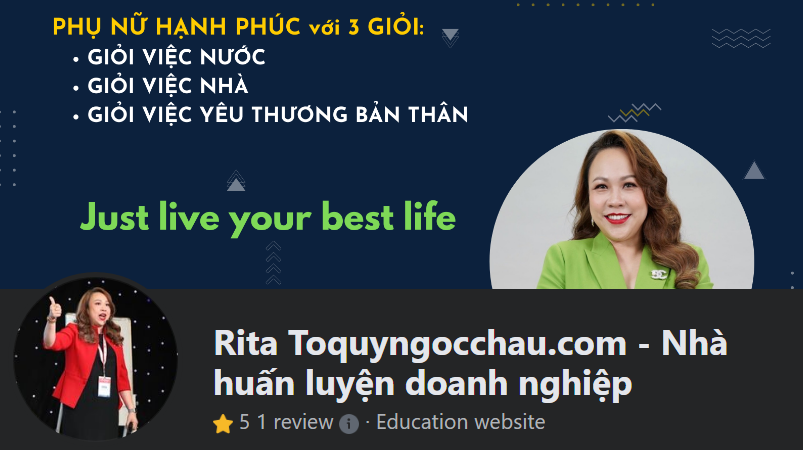 PHỤ NỮ HẠNH PHÚC với 3 GIỎI:
• GIỎI VIỆC NƯỚC
• GIỎI VIỆC NHÀ
• GIỎI VIỆC YÊU THƯƠNG BẢN THÂN
Just live your best life
Rita Toquyngocchau.com - Nhà
huấn luyện doanh nghiệp
5 1 review · Education website